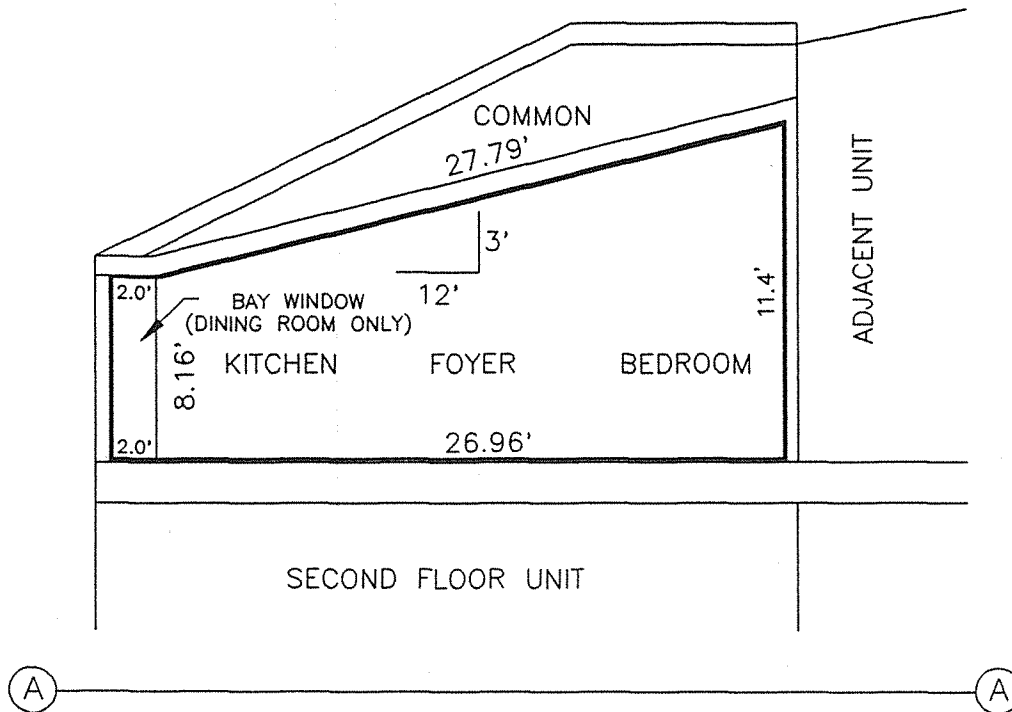 COMMON
27.79'
3'
12'
2.0'
BAY WINDOW
(DINING ROOM ONLY)
8.16'
KITCHEN FOYER BEDROOM
11.4'
ADJACENT UNIT
2.0'
26.96'
SECOND FLOOR UNIT
A A